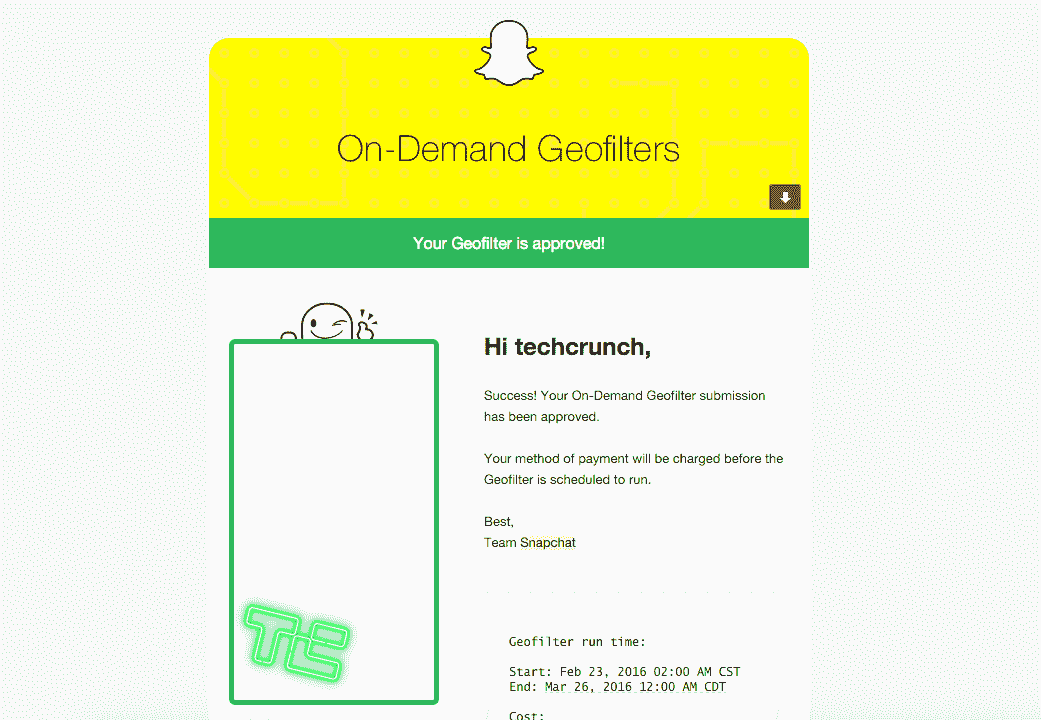 On-Demand Geofilters
Your Geofilter is approved!
Hi techcrunch,
Success! Your On-Demand Geofilter submission
has been approved.
Your method of payment will be charged before the
Geofilter is scheduled to run.
Best,
Team Snapchat
TC
Geofilter run time:
Start: Feb 23, 2016 02:00 AM CST
End: Mar 26, 2016 12:00 AM CDT
Cost: